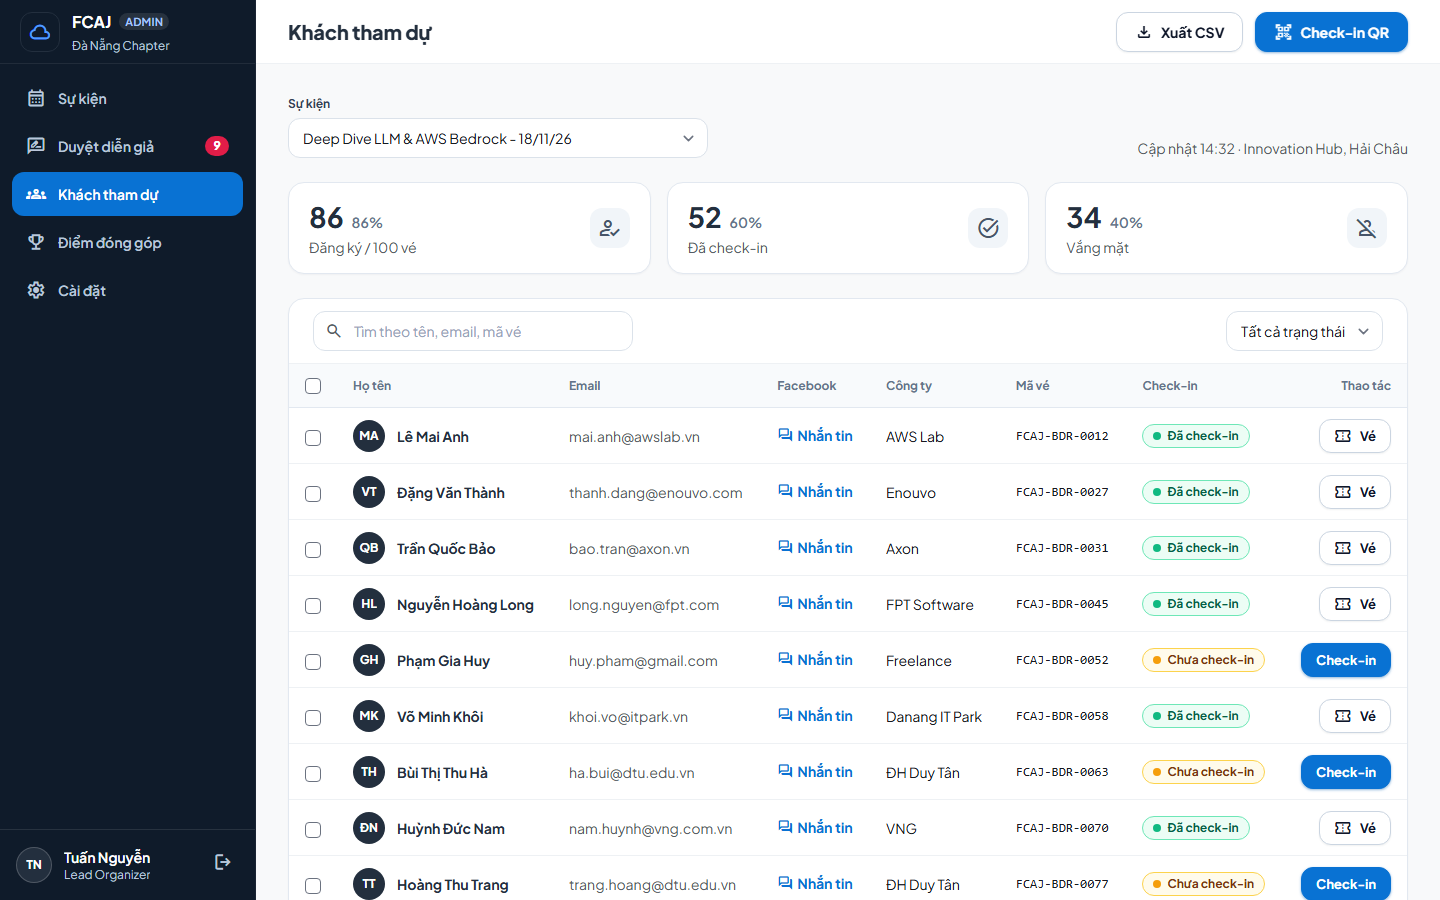 FCAJ ADMIN
Đà Nẵng Chapter
Sự kiện
Duyệt diễn giả 9
Khách tham dự
Điểm đóng góp
Cài đặt
TN
Tuấn Nguyễn
Lead Organizer
Khách tham dự
Xuất CSV
Check-in QR
Sự kiện
Deep Dive LLM & AWS Bedrock - 18/11/26
Cập nhật 14:32 · Innovation Hub, Hải Châu
86 86%
Đăng ký / 100 vé
52 60%
Đã check-in
34 40%
Vắng mặt
Tìm theo tên, email, mã vé
Tất cả trạng thái
Họ tên Email Facebook Công ty Mã vé Check-in Thao tác
MA Lê Mai Anh mai.anh@awslab.vn Nhắn tin AWS Lab FCAJ-BDR-0012 Đã check-in Vé
VT Đặng Văn Thành thanh.dang@enouvo.com Nhắn tin Enouvo FCAJ-BDR-0027 Đã check-in Vé
QB Trần Quốc Bảo bao.tran@axon.vn Nhắn tin Axon FCAJ-BDR-0031 Đã check-in Vé
HL Nguyễn Hoàng Long long.nguyen@fpt.com Nhắn tin FPT Software FCAJ-BDR-0045 Đã check-in Vé
GH Phạm Gia Huy huy.pham@gmail.com Nhắn tin Freelance FCAJ-BDR-0052 Chưa check-in Check-in
MK Võ Minh Khôi khoi.vo@itpark.vn Nhắn tin Danang IT Park FCAJ-BDR-0058 Đã check-in Vé
TH Bùi Thị Thu Hà ha.bui@dtu.edu.vn Nhắn tin ĐH Duy Tân FCAJ-BDR-0063 Chưa check-in Check-in
ĐN Huỳnh Đức Nam nam.huynh@vng.com.vn Nhắn tin VNG FCAJ-BDR-0070 Đã check-in Vé
TT Hoàng Thu Trang trang.hoang@dtu.edu.vn Nhắn tin ĐH Duy Tân FCAJ-BDR-0077 Chưa check-in Check-in